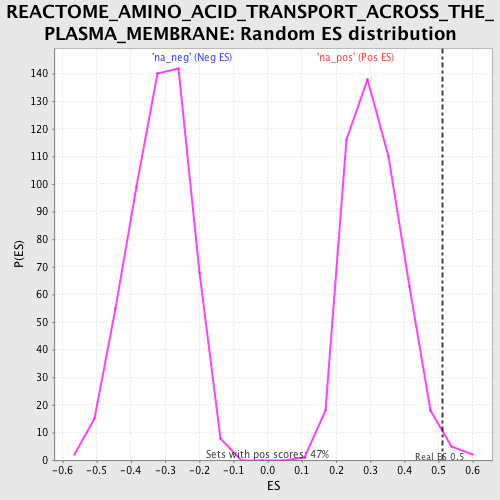 REACTOME_AMINO_ACID_TRANSPORT_ACROSS_THE_
PLASMA_MEMBRANE: Random ES distribution
'na_neg' (Neg ES) 'na_pos' (Pos ES)
140
130
120
110
100
90
80
70
60
50
40
30
20
10
0
P(ES)
Sets with pos scores: 47%
Real ES 0.5
-0.6 -0.5 -0.4 -0.3 -0.2 -0.1 0.0 0.1 0.2 0.3 0.4 0.5 0.6
ES